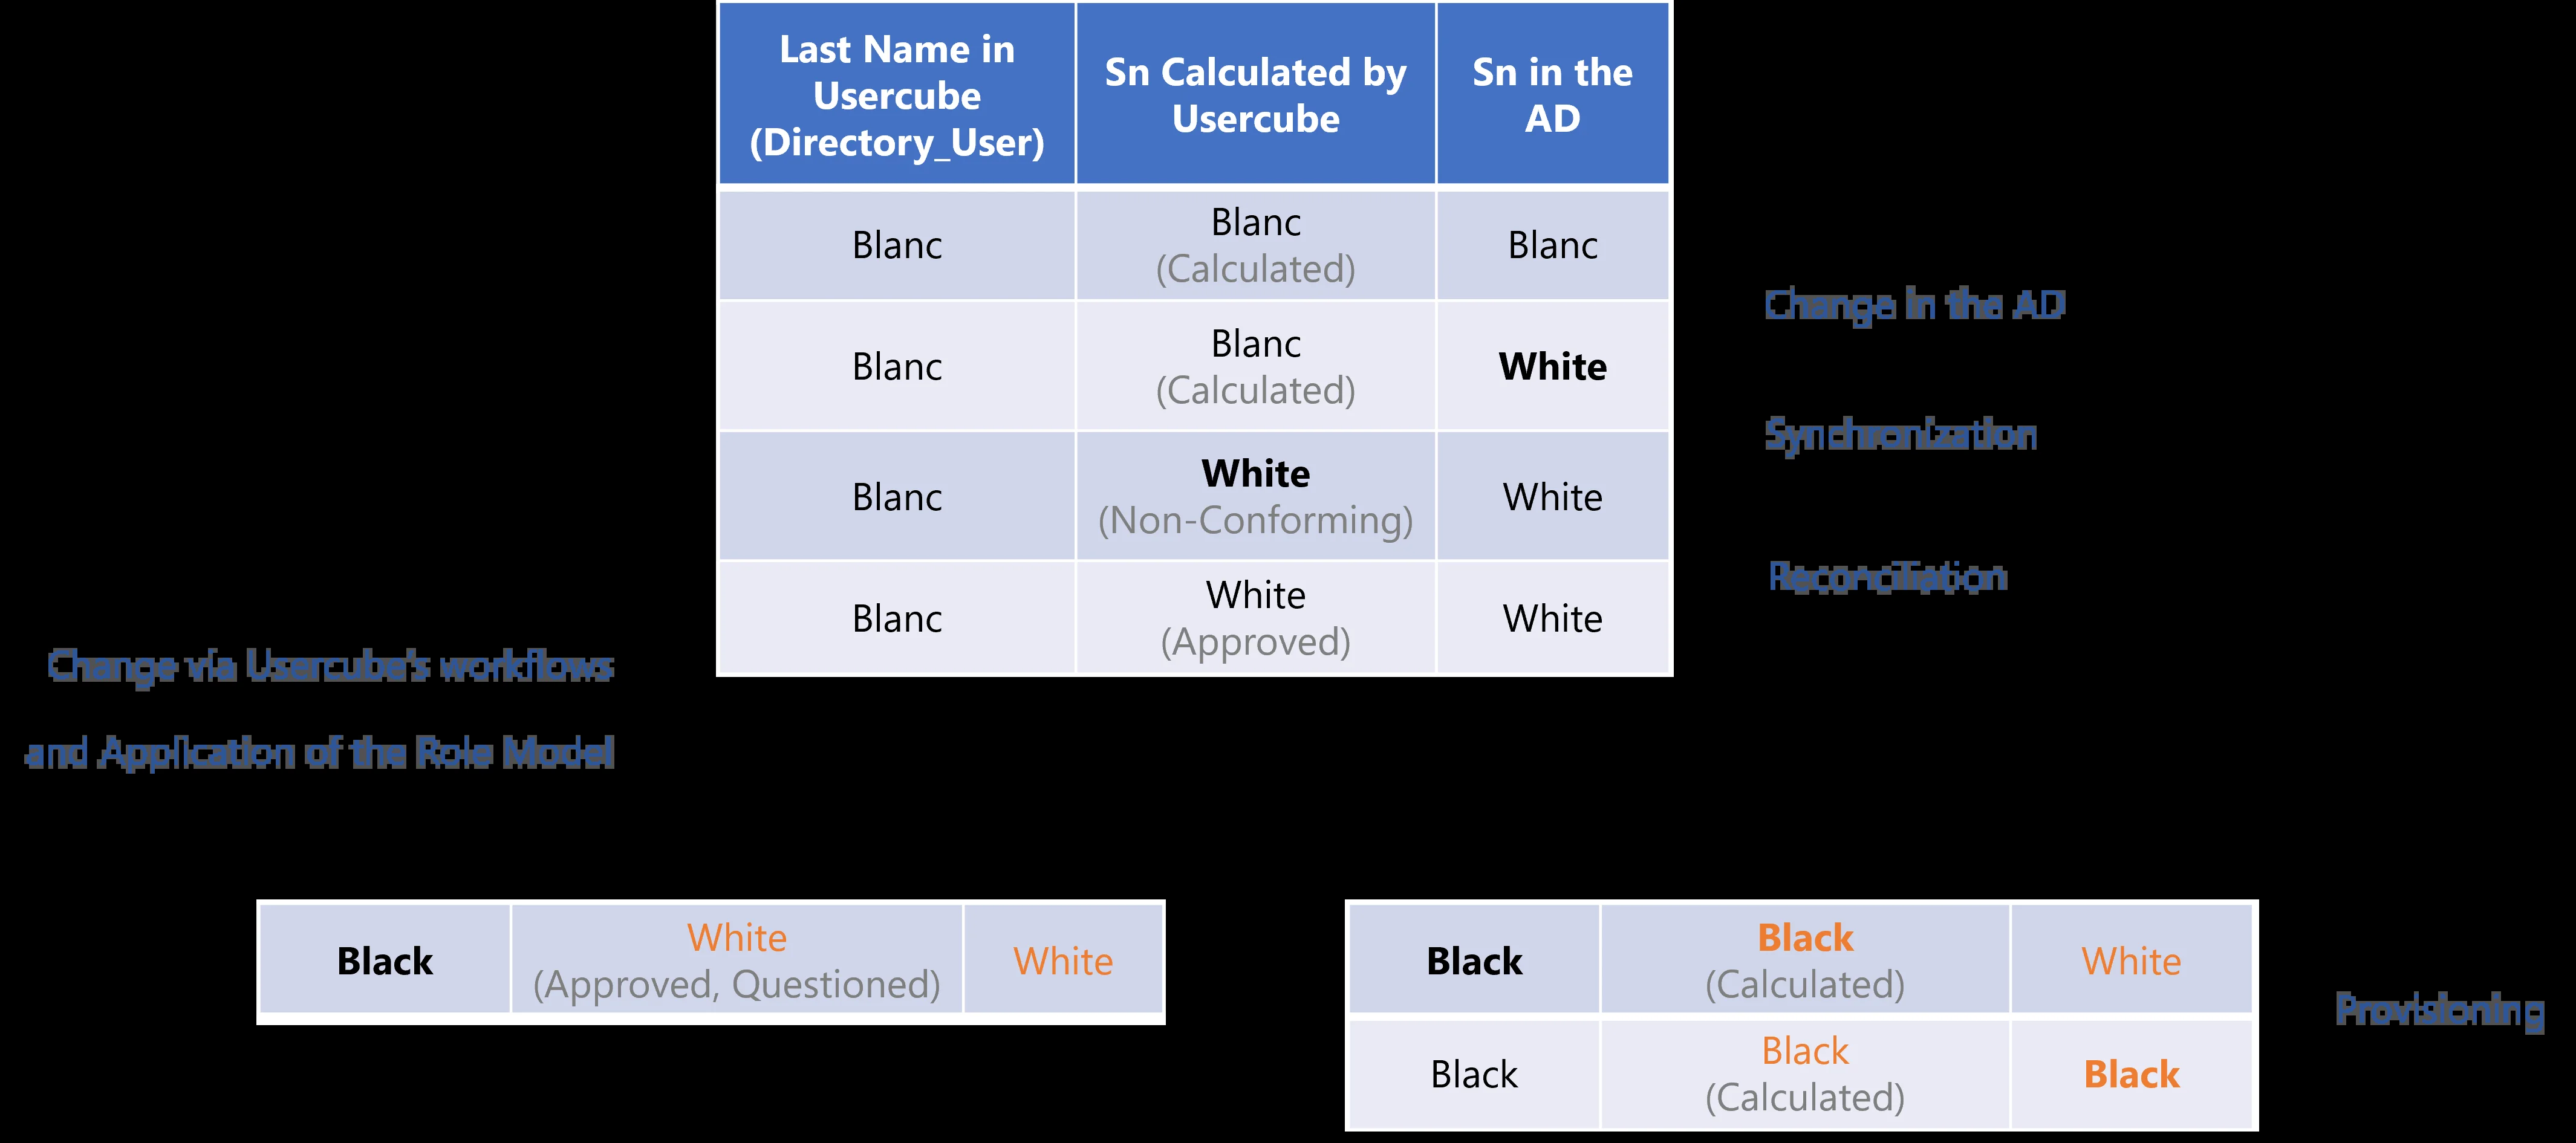 Last Name in
Usercube
(Directory_User)
Sn Calculated by
Usercube
Sn in the
AD
Blanc
Blanc
(Calculated)
Blanc
Change in the AD
Blanc
Blanc
(Calculated)
White
Synchronization
Blanc
White
(Non-Conforming)
White
Reconciliation
Blanc
White
(Approved)
White
Change via Usercube's workflows
and Application of the Role Model
Black
White
(Approved, Questioned)
White
Black
Black
(Calculated)
White
Provisioning
Black
Black
(Calculated)
Black